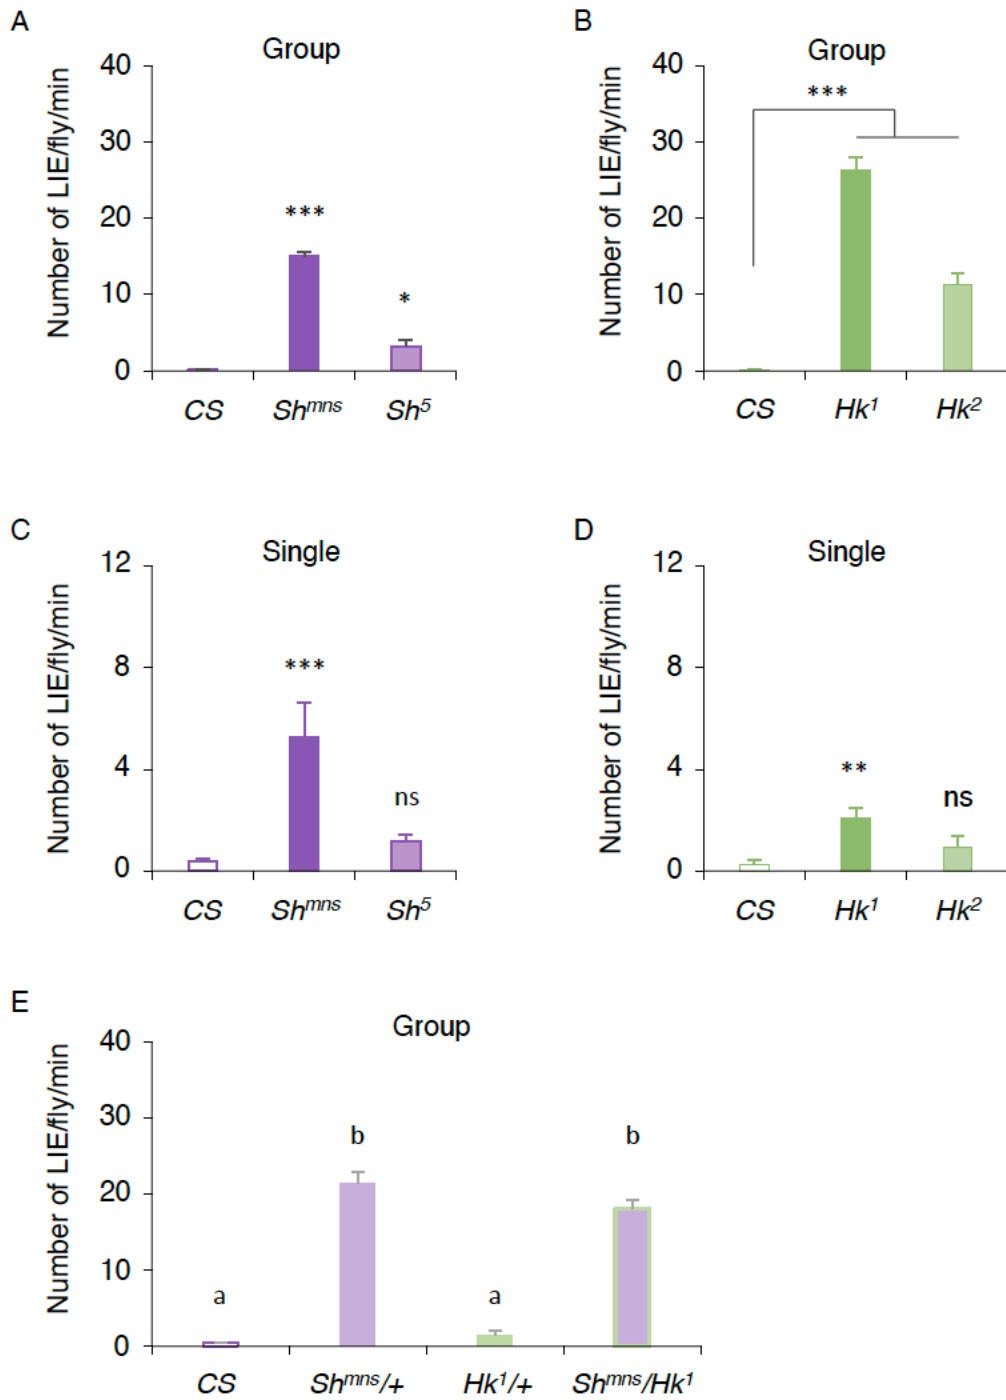 A
Group
Number of LIE/fly/min
40
30
20
10
0
***
*
CS
Sh^mns
Sh^5
B
Group
Number of LIE/fly/min
40
30
20
10
0
***
CS
Hk^1
Hk^2
C
Single
Number of LIE/fly/min
12
8
4
0
***
ns
CS
Sh^mns
Sh^5
D
Single
Number of LIE/fly/min
12
8
4
0
**
ns
CS
Hk^1
Hk^2
E
Group
Number of LIE/fly/min
40
30
20
10
0
a
b
a
b
CS
Sh^mns/+
Hk^1/+
Sh^mns/Hk^1